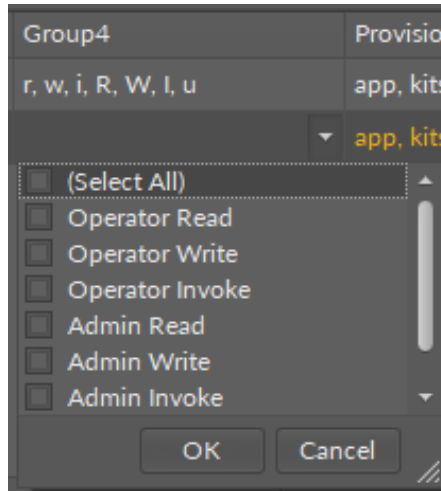 Group4
Provisio
r, w, i, R, W, I, u
app, kits
app, kits
(Select All)
Operator Read
Operator Write
Operator Invoke
Admin Read
Admin Write
Admin Invoke
OK
Cancel